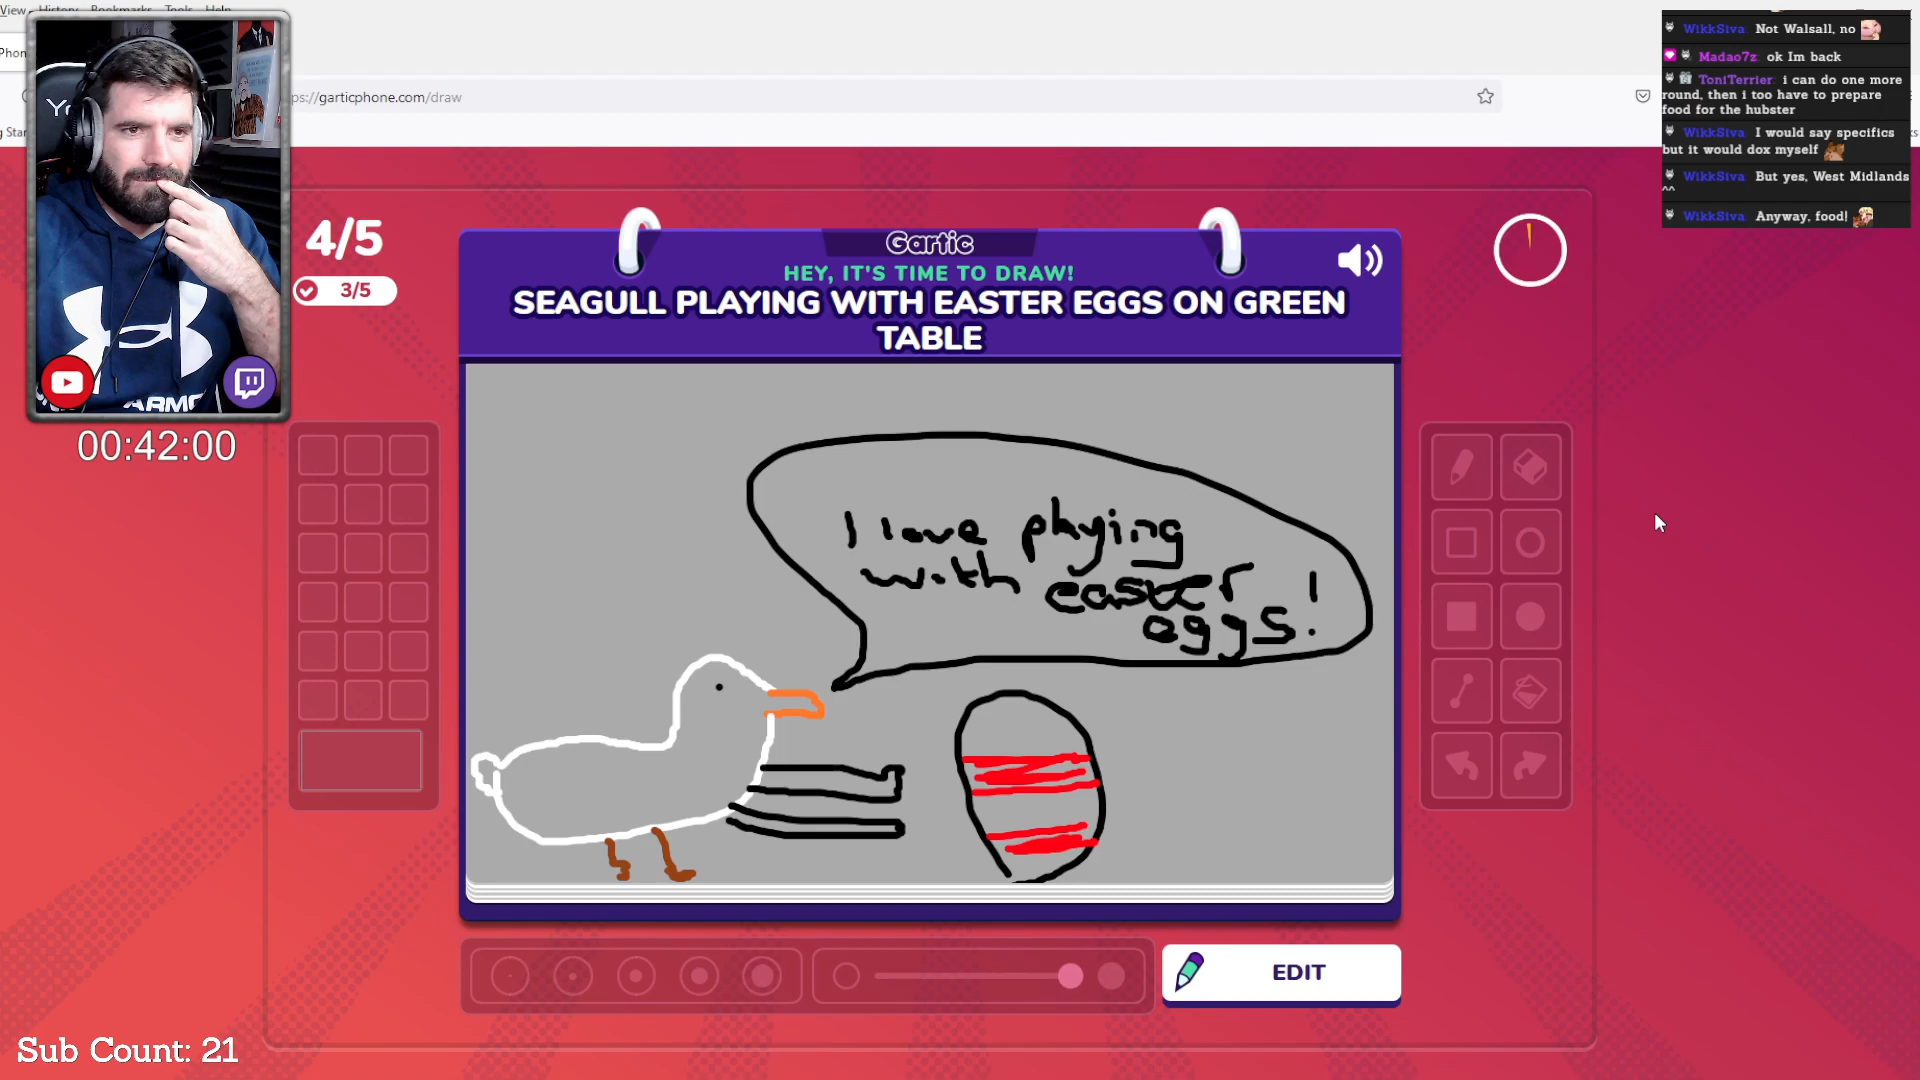 View History Bookmarks Tools Help
ps://garticphone.com/draw
WikkSiva: Not Walsall, no
Madao7z: ok Im back
ToniTerrier: i can do one more
round, then i too have to prepare
food for the hubster
WikkSiva: I would say specifics
but it would dox myself
WikkSiva: But yes, West Midlands
^^
WikkSiva: Anyway, food!
00:42:00
4/5
3/5
Gartic
HEY, IT'S TIME TO DRAW!
SEAGULL PLAYING WITH EASTER EGGS ON GREEN
TABLE
I love playing
with easter
eggs!
EDIT
Sub Count: 21